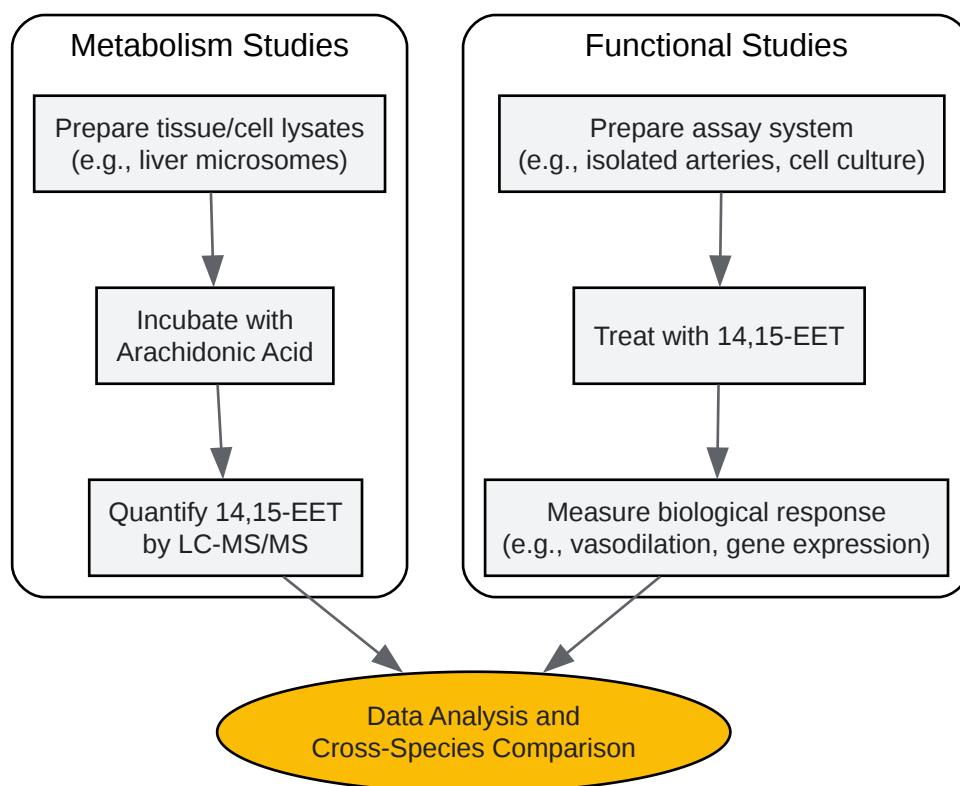 Metabolism Studies
Prepare tissue/cell lysates
(e.g., liver microsomes)
Incubate with
Arachidonic Acid
Quantify 14,15-EET
by LC-MS/MS
Functional Studies
Prepare assay system
(e.g., isolated arteries, cell culture)
Treat with 14,15-EET
Measure biological response
(e.g., vasodilation, gene expression)
Data Analysis and
Cross-Species Comparison